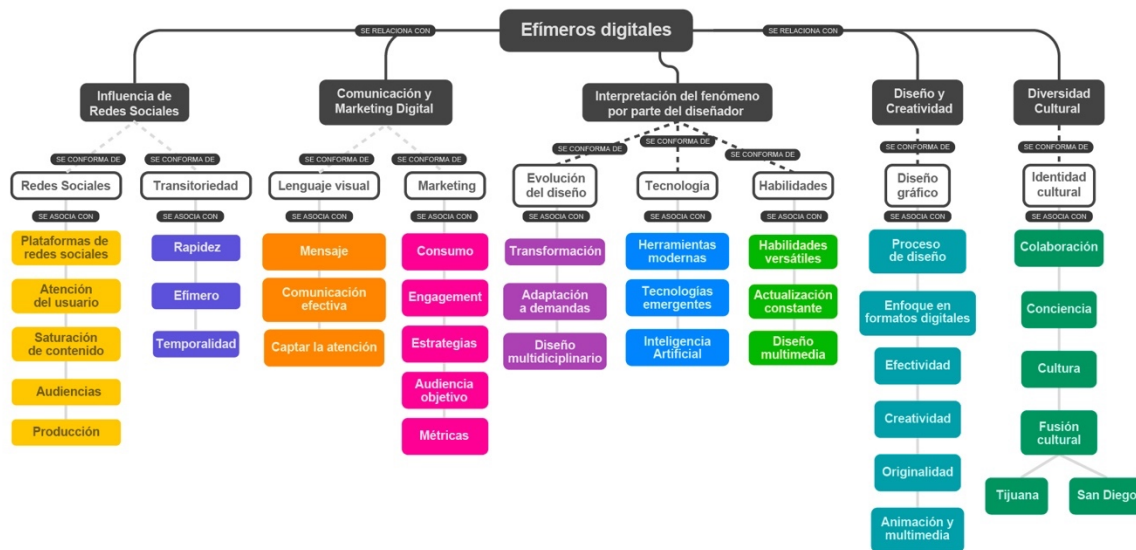 Efímeros digitales
SE RELACIONA CON
SE RELACIONA CON
Influencia de
Redes Sociales
Comunicación y
Marketing Digital
Interpretación del fenómeno
por parte del diseñador
Diseño y
Creatividad
Diversidad
Cultural
SE CONFORMA DE
SE CONFORMA DE
SE CONFORMA DE
SE CONFORMA DE
SE CONFORMA DE
SE CONFORMA DE
SE CONFORMA DE
SE CONFORMA DE
SE CONFORMA DE
Redes Sociales
Transitoriedad
Lenguaje visual
Marketing
Evolución
del diseño
Tecnología
Habilidades
Diseño
gráfico
Identidad
cultural
SE ASOCIA CON
SE ASOCIA CON
SE ASOCIA CON
SE ASOCIA CON
SE ASOCIA CON
SE ASOCIA CON
SE ASOCIA CON
SE ASOCIA CON
SE ASOCIA CON
Plataformas de
redes sociales
Atención
del usuario
Saturación
de contenido
Audiencias
Producción
Rapidez
Efimero
Temporalidad
Mensaje
Comunicación
efectiva
Captar la atención
Consumo
Engagement
Estrategias
Audiencia
objetivo
Métricas
Transformación
Adaptación
a demandas
Diseño
multidiciplinario
Herramientas
modernas
Tecnologias
emergentes
Inteligencia
Artificial
Habilidades
versátiles
Actualización
constante
Diseño
multimedia
Proceso
de diseño
Enfoque en
formatos digitales
Efectividad
Creatividad
Originalidad
Animación y
multimedia
Colaboración
Conciencia
Cultura
Fusión
cultural
Tijuana
San Diego